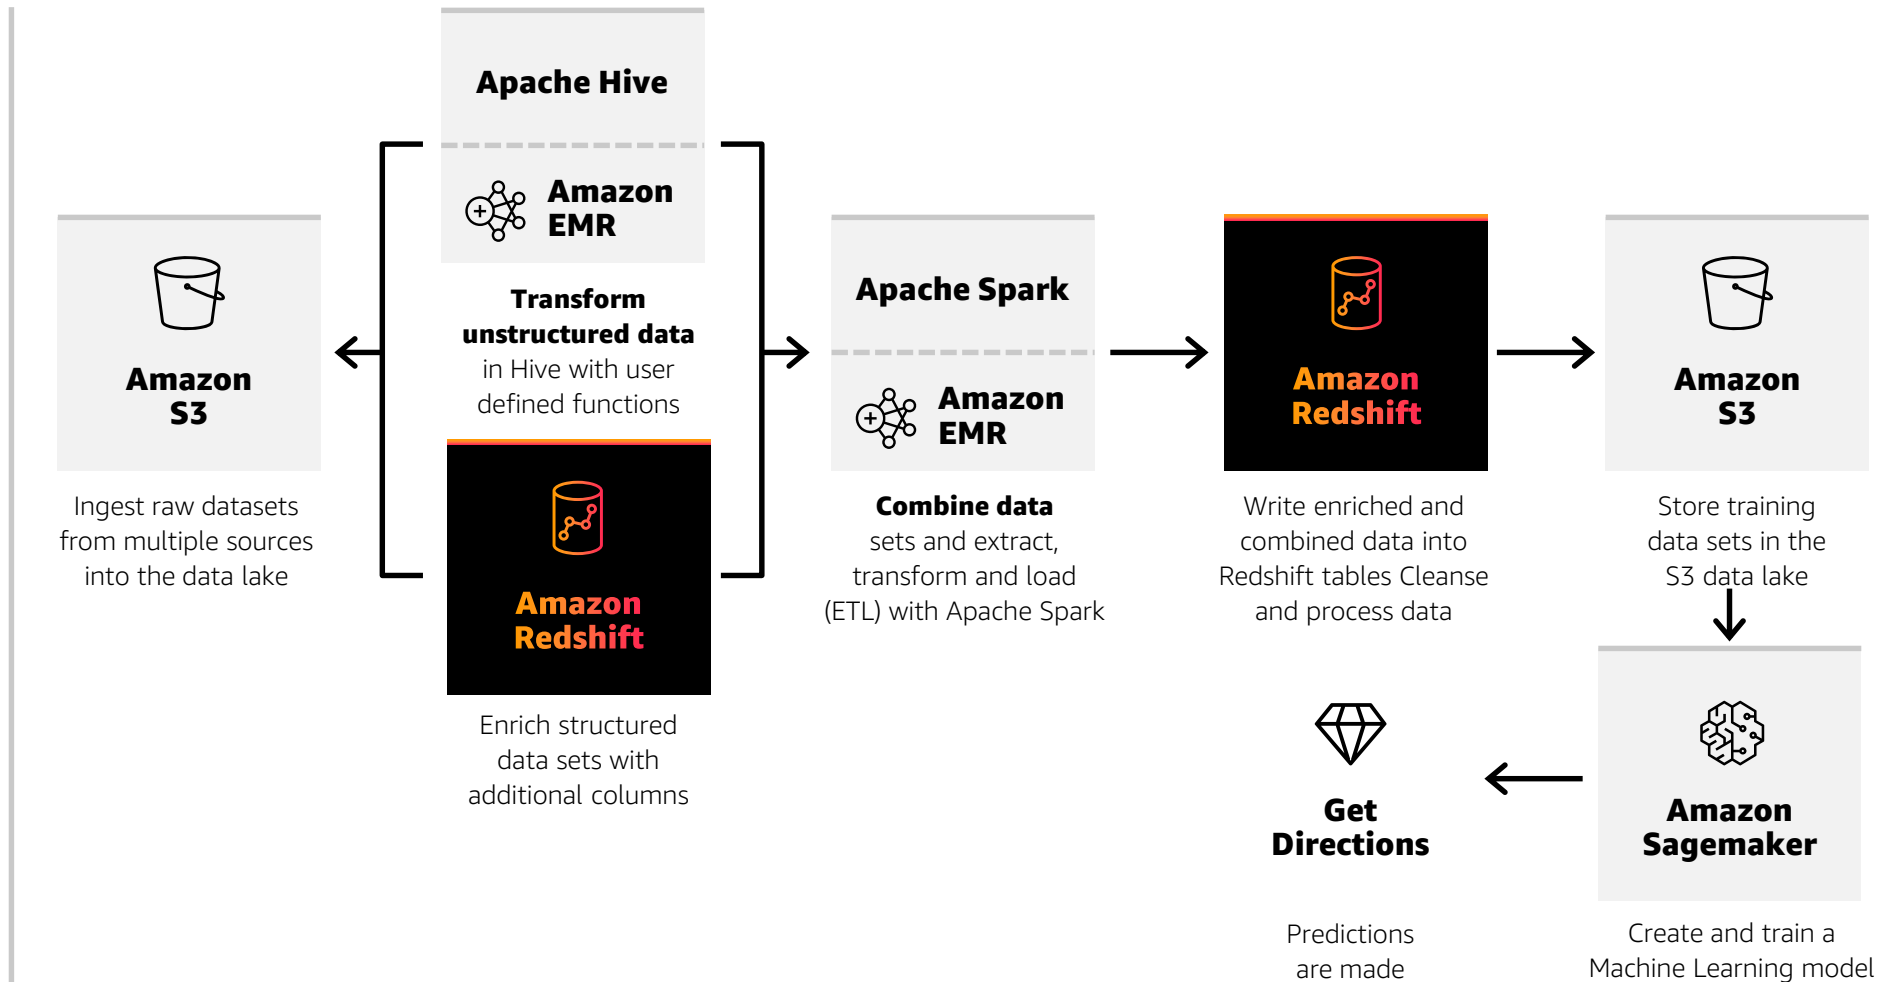 Apache Hive
Amazon
EMR
Transform
unstructured data
in Hive with user
defined functions
Amazon
S3
Ingest raw datasets
from multiple sources
into the data lake
Amazon
Redshift
Enrich structured
data sets with
additional columns
Apache Spark
Amazon
EMR
Combine data
sets and extract,
transform and load
(ETL) with Apache Spark
Amazon
Redshift
Write enriched and
combined data into
Redshift tables Cleanse
and process data
Amazon
S3
Store training
data sets in the
S3 data lake
Amazon
Sagemaker
Create and train a
Machine Learning model
Get
Directions
Predictions
are made